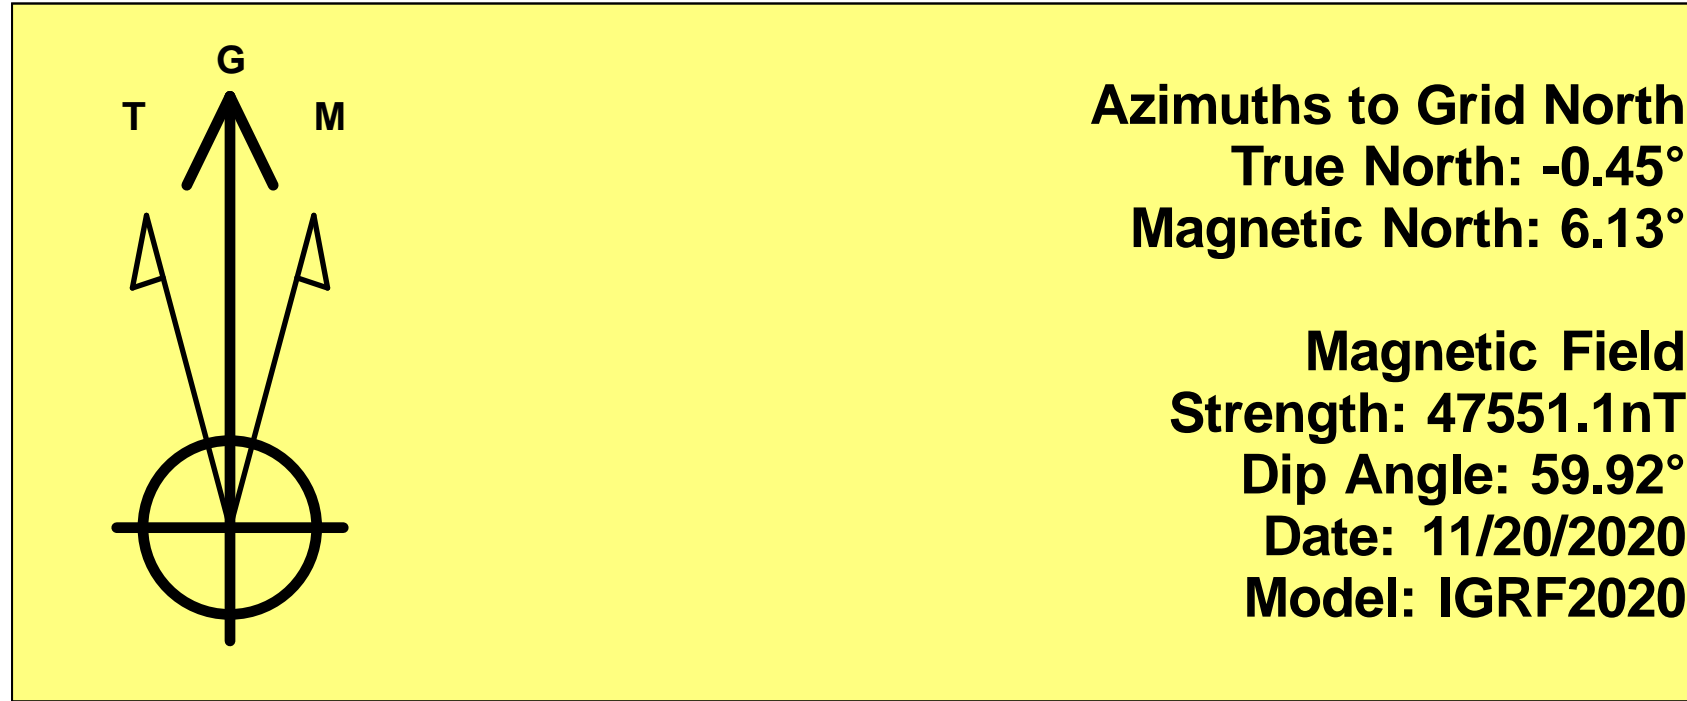 G
T M
Azimuths to Grid North
True North: -0.45°
Magnetic North: 6.13°
Magnetic Field
Strength: 47551.1nT
Dip Angle: 59.92°
Date: 11/20/2020
Model: IGRF2020